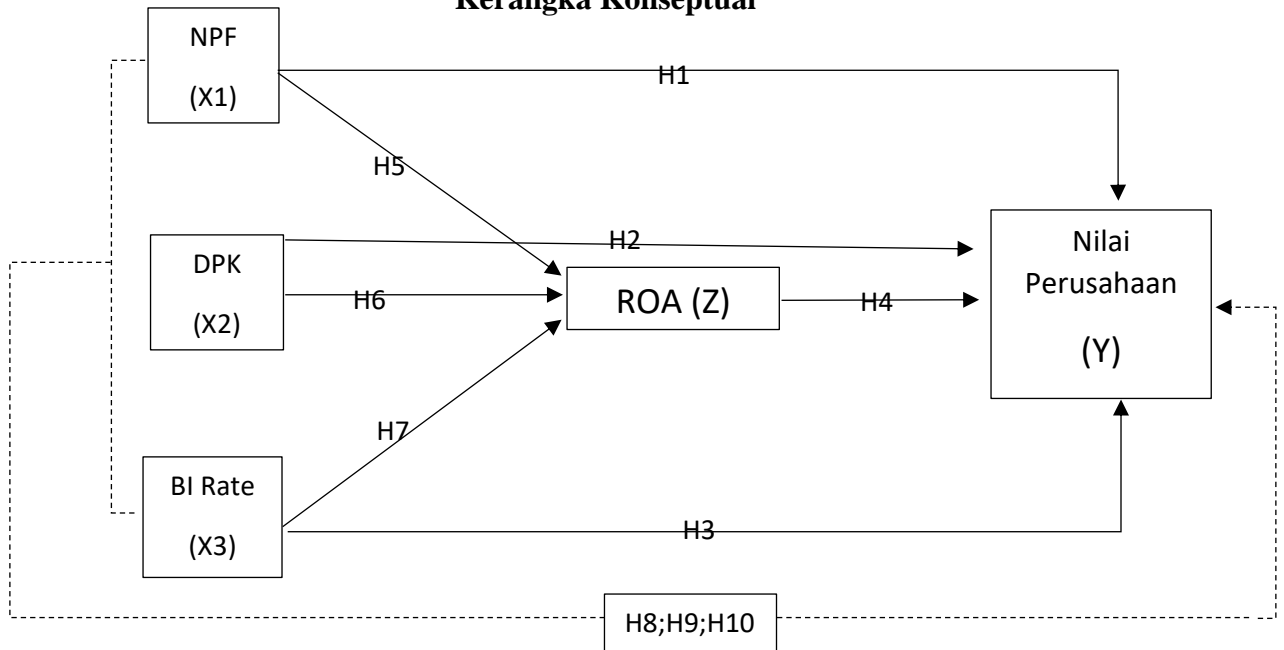 Kerangka Konseptual
NPF
(X1)
H1
H5
DPK
(X2)
H2
H6
ROA (Z)
H4
Nilai
Perusahaan
(Y)
H7
BI Rate
(X3)
H3
H8;H9;H10